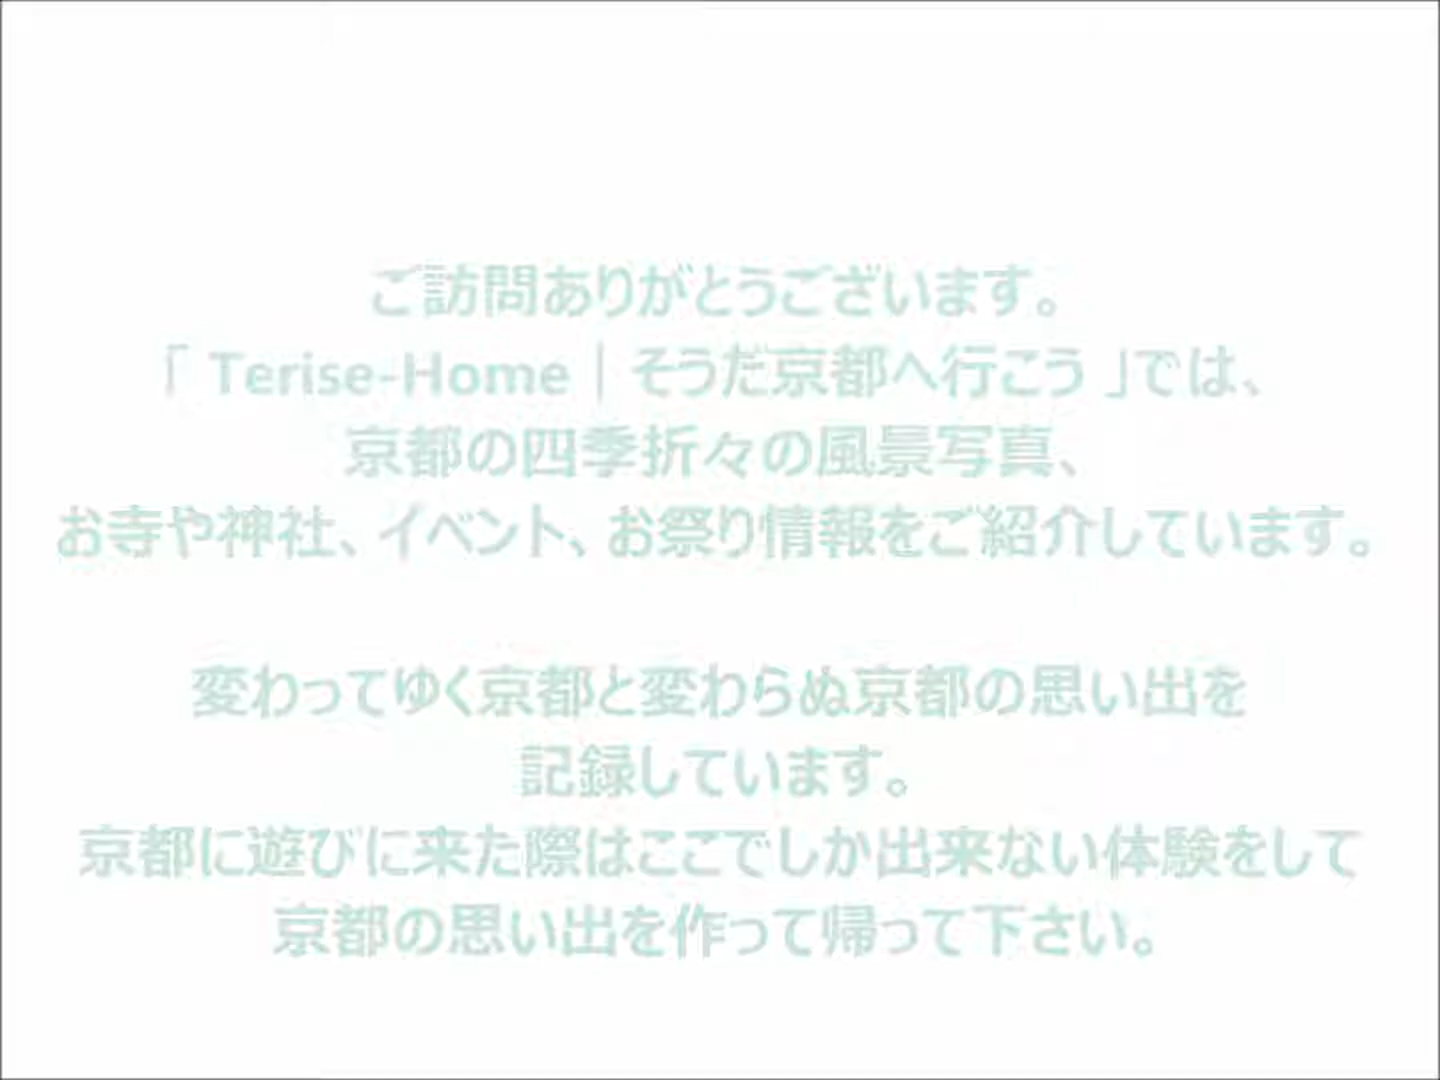 ご訪問ありがとうございます。
「 Terise-Home｜そうだ京都へ行こう 」では、
京都の四季折々の風景写真、
お寺や神社、イベント、お祭り情報をご紹介しています。
変わってゆく京都と変わらぬ京都の思い出を
記録しています。
京都に遊びに来た際はここでしか出来ない体験をして
京都の思い出を作って帰って下さい。